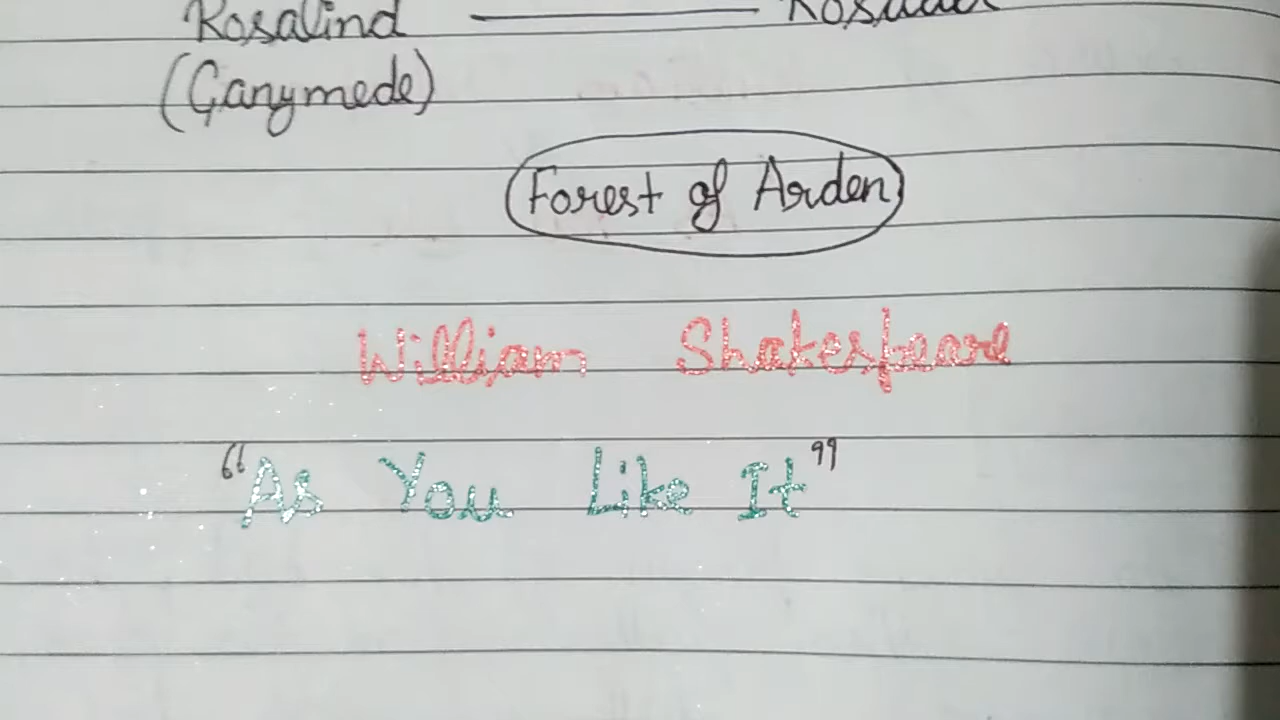 Rosalind
(Ganymede)
Forest of Arden
William Shakespeare
“As You Like It”